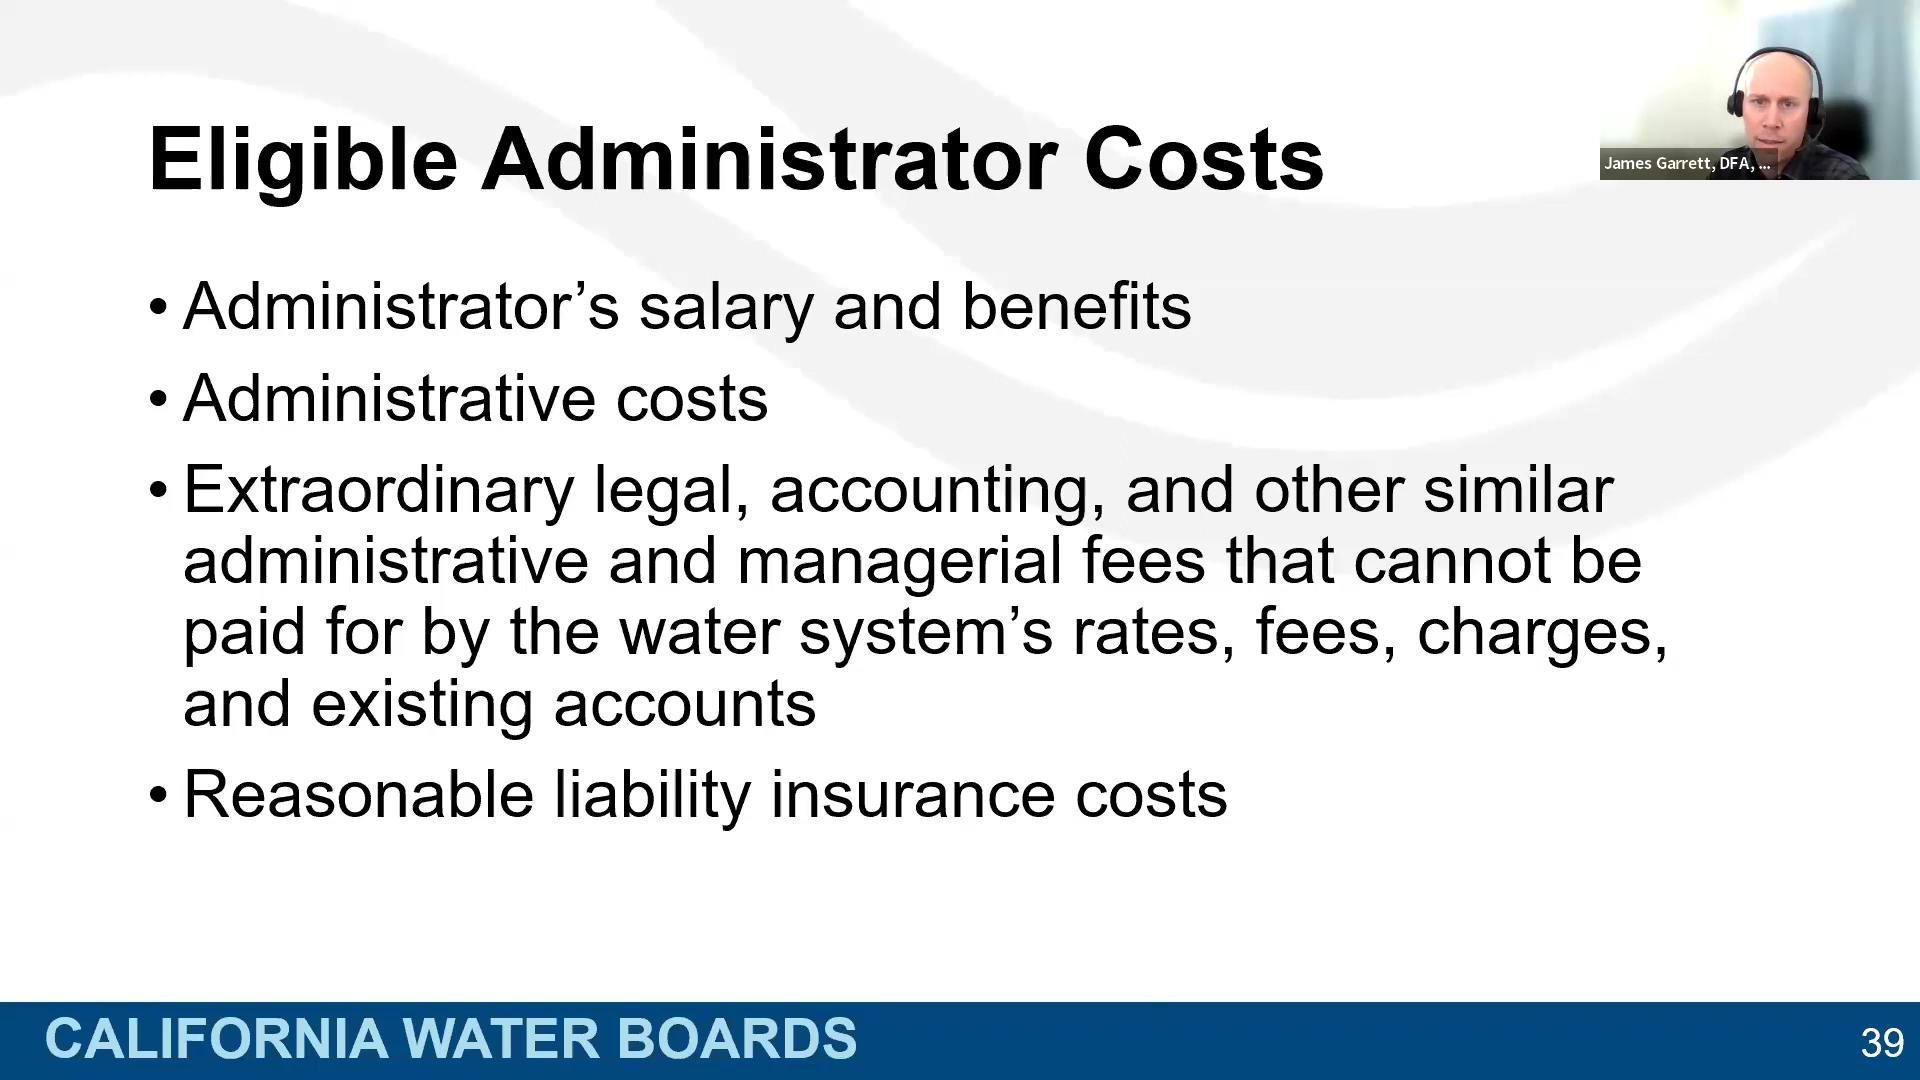 James Garrett, DFA, ...
Eligible Administrator Costs
• Administrator’s salary and benefits
• Administrative costs
• Extraordinary legal, accounting, and other similar
administrative and managerial fees that cannot be
paid for by the water system’s rates, fees, charges,
and existing accounts
• Reasonable liability insurance costs
CALIFORNIA WATER BOARDS
39